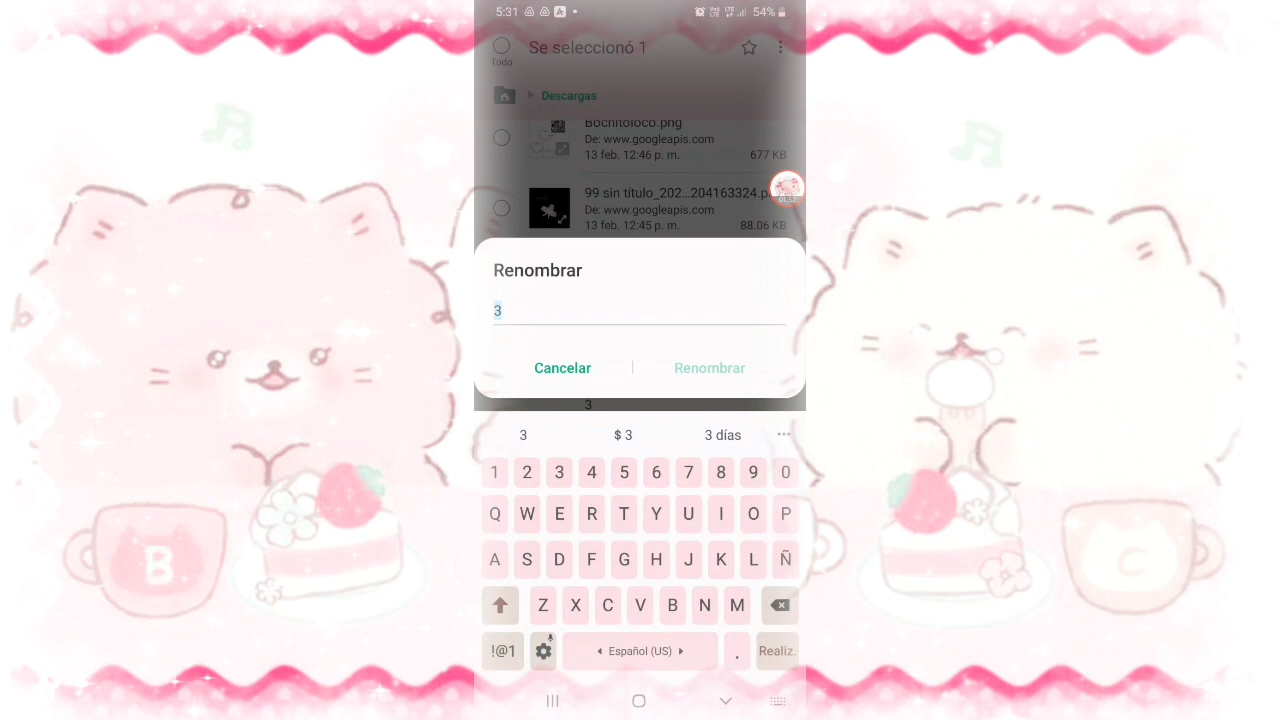 5:31 A 54%
Se seleccionó 1
Todo
Descargas
Bochitoloco.png
De: www.googleapis.com
13 feb. 12:46 p. m. 677 KB
99 sin título_202...204163324.p
De: www.googleapis.com
13 feb. 12:45 p. m. 88.06 KB
Renombrar
3
Cancelar Renombrar
3
3 $ 3 3 días
1 2 3 4 5 6 7 8 9 0
Q W E R T Y U I O P
A S D F G H J K L Ñ
Z X C V B N M
!@1 Español (US) . Realiz.
B
C